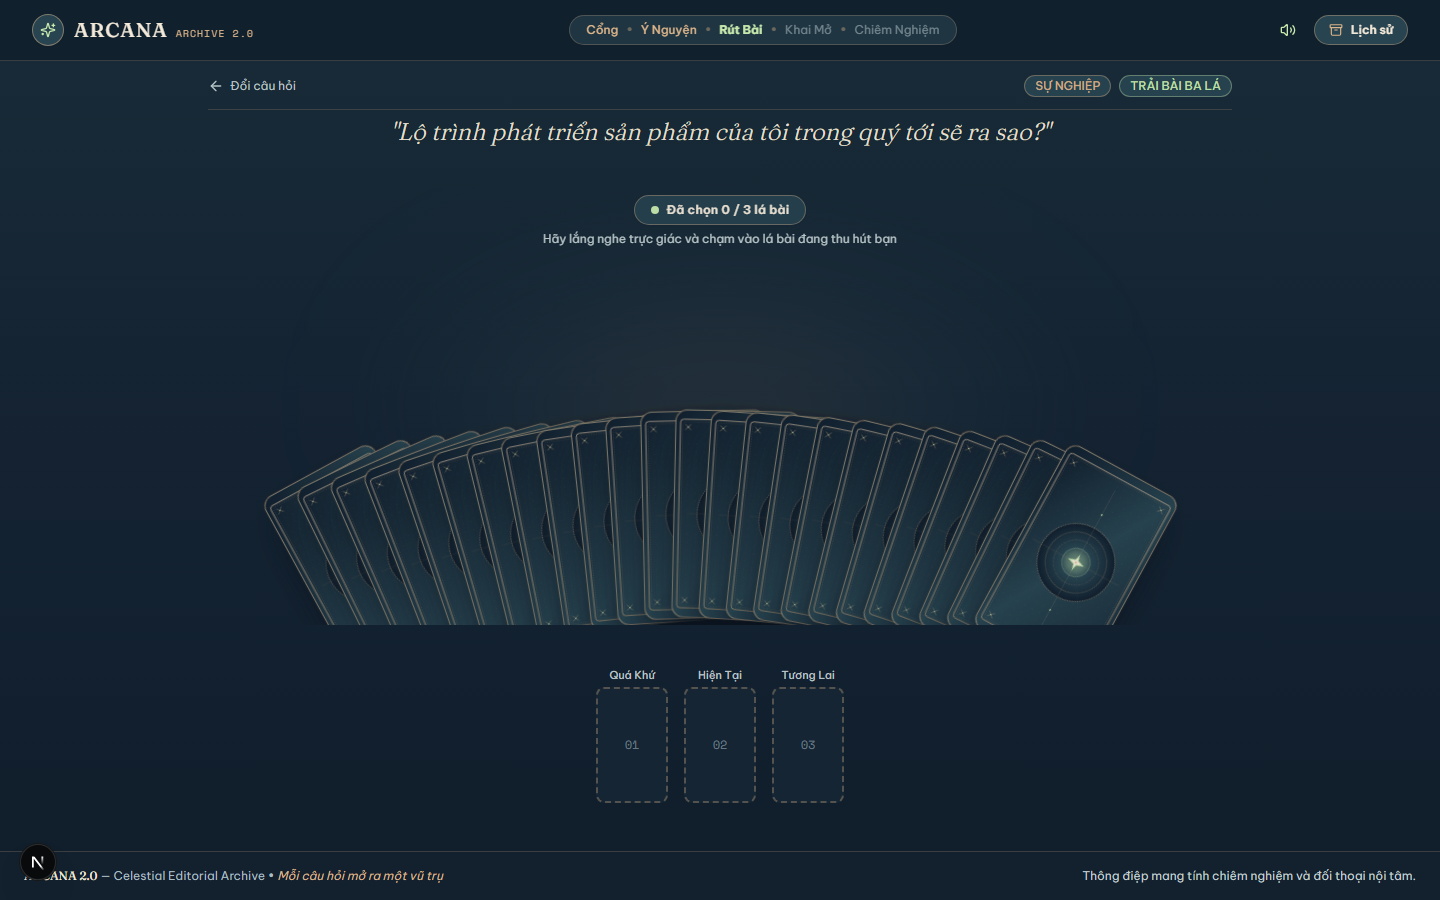 ARCANA ARCHIVE 2.0
Cổng • Ý Nguyện • Rút Bài • Khai Mở • Chiêm Nghiệm
Lịch sử
Đổi câu hỏi
SỰ NGHIỆP
TRẢI BÀI BA LÁ
"Lộ trình phát triển sản phẩm của tôi trong quý tới sẽ ra sao?"
Đã chọn 0 / 3 lá bài
Hãy lắng nghe trực giác và chạm vào lá bài đang thu hút bạn
Quá Khứ
Hiện Tại
Tương Lai
01
02
03
N
ANA 2.0 — Celestial Editorial Archive • Mỗi câu hỏi mở ra một vũ trụ
Thông điệp mang tính chiêm nghiệm và đối thoại nội tâm.